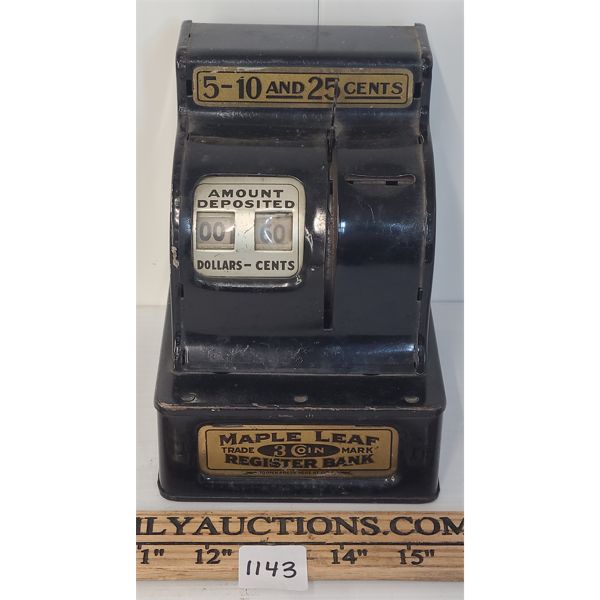 5-10 AND 25 CENTS
AMOUNT
DEPOSITED
00 00
DOLLARS-CENTS
MAPLE LEAF
TRADE 3 COIN MARK
REGISTER BANK
ILYAUCTIONS.COM
1" 12" 14" 15"
1143